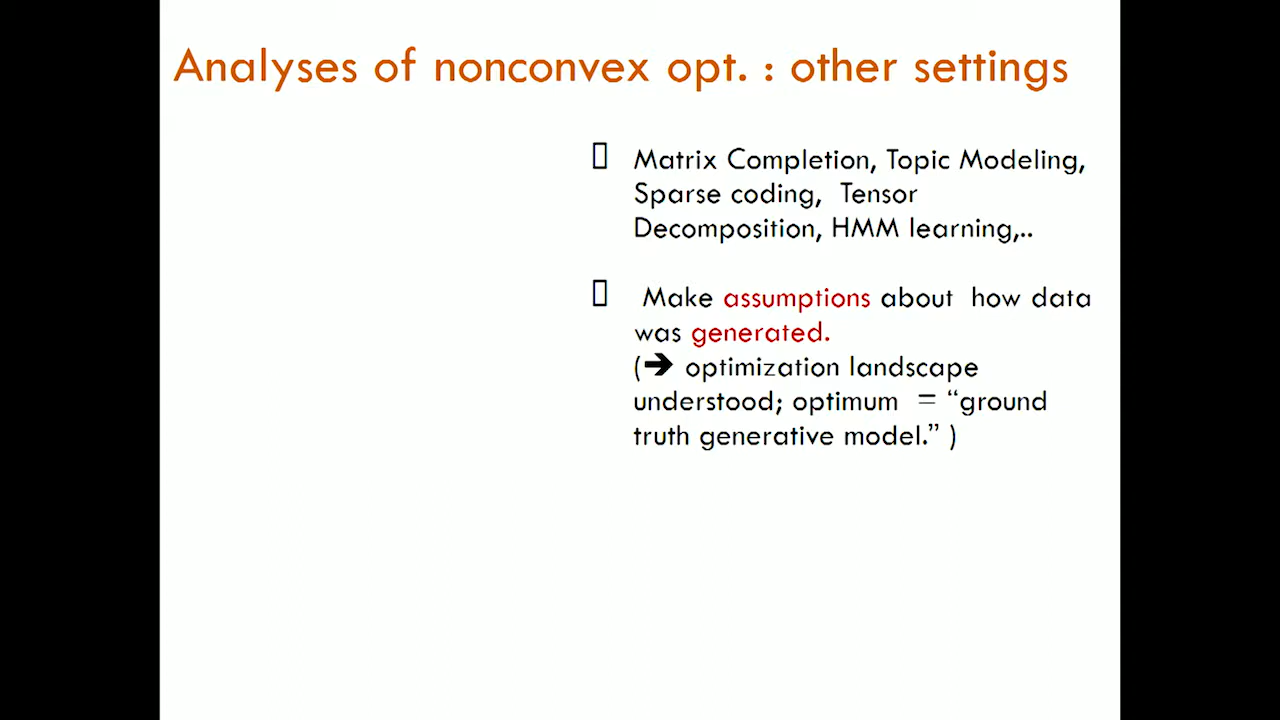 Analyses of nonconvex opt. : other settings
Matrix Completion, Topic Modeling,
Sparse coding, Tensor
Decomposition, HMM learning,..
Make assumptions about how data
was generated.
(➔ optimization landscape
understood; optimum = “ground
truth generative model.” )